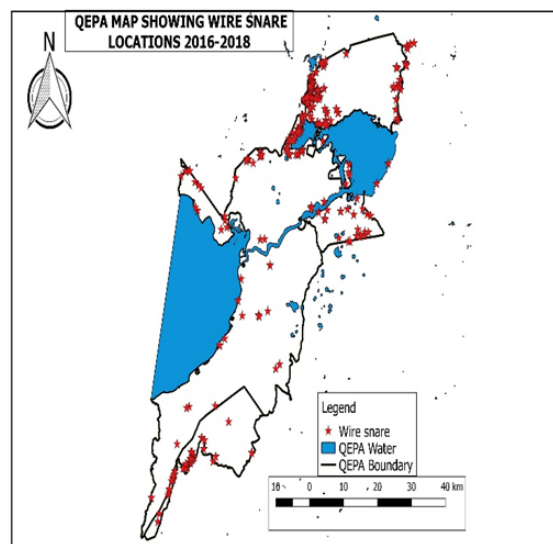 QEPA MAP SHOWING WIRE SNARE
LOCATIONS 2016-2018
N
Legend
Wire snare
QEPA Water
QEPA Boundary
10 0 10 20 30 40 km